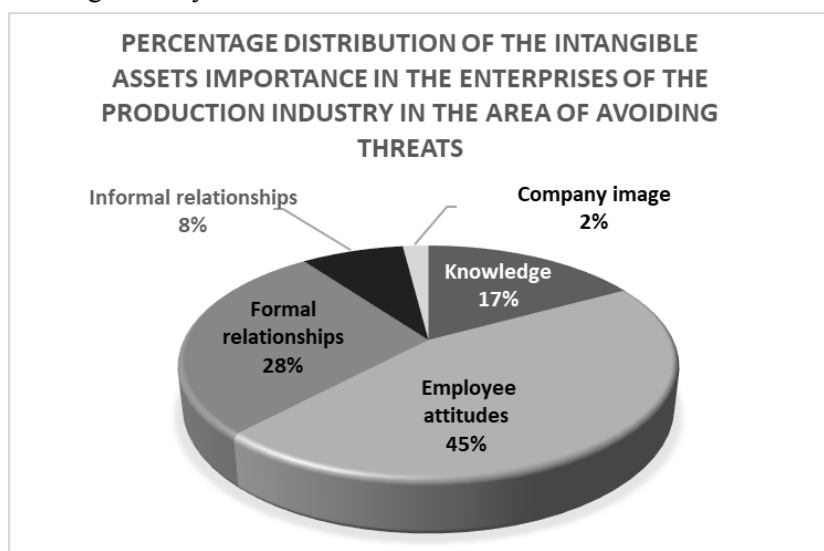 PERCENTAGE DISTRIBUTION OF THE INTANGIBLE
ASSETS IMPORTANCE IN THE ENTERPRISES OF THE
PRODUCTION INDUSTRY IN THE AREA OF AVOIDING
THREATS
Informal relationships
8%
Company image
2%
Knowledge
17%
Formal
relationships
28%
Employee
attitudes
45%